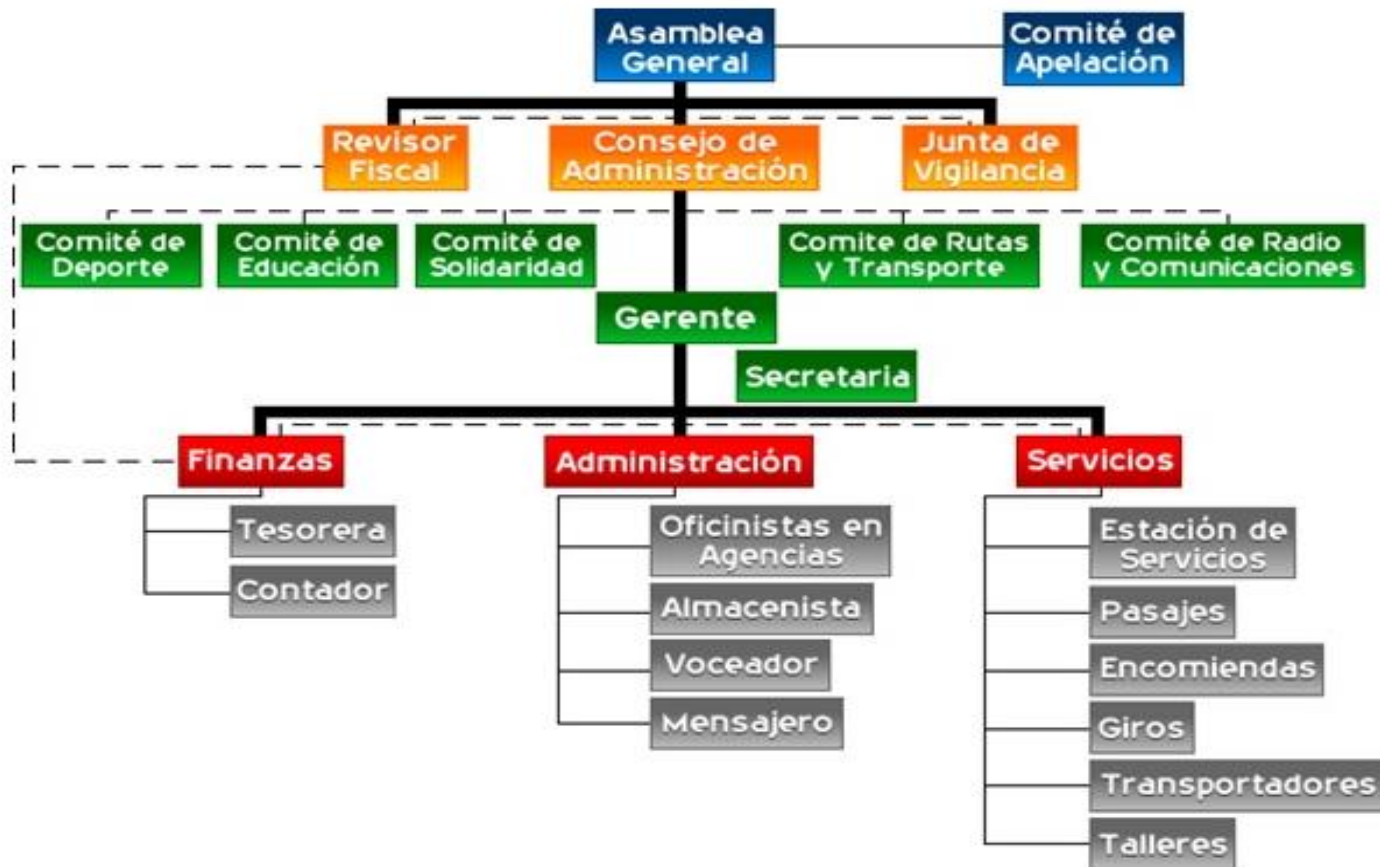 Asamblea
General
Comité de
Apelación
Revisor
Fiscal
Consejo de
Administración
Junta de
Vigilancia
Comité de
Deporte
Comité de
Educación
Comité de
Solidaridad
Comite de Rutas
y Transporte
Comité de Radio
y Comunicaciones
Gerente
Secretaria
Finanzas
Administración
Servicios
Tesorera
Contador
Oficinistas en
Agencias
Almacenista
Voceador
Mensajero
Estación de
Servicios
Pasajes
Encomiendas
Giros
Transportadores
Talleres